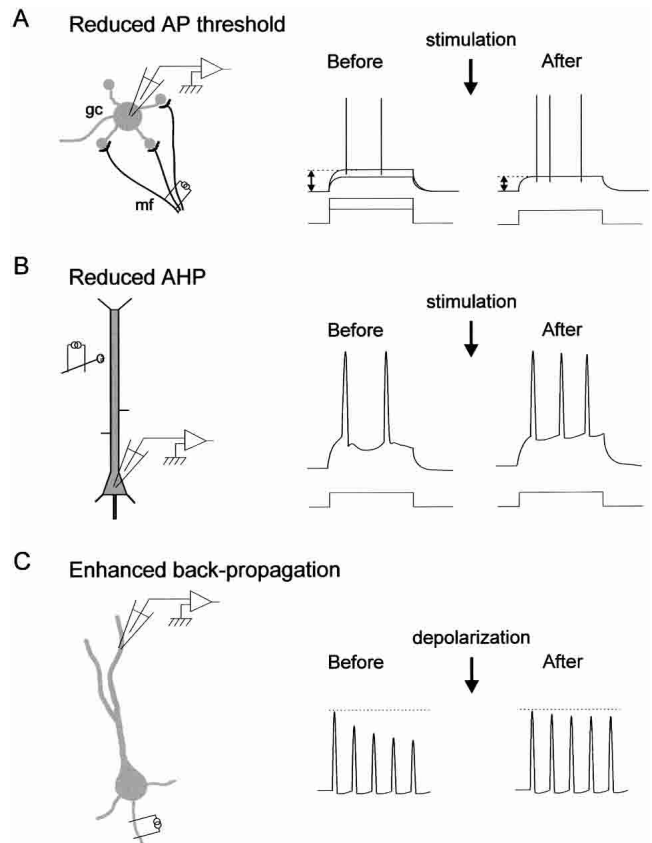 A
Reduced AP threshold
stimulation
Before
After
gc
mf
B
Reduced AHP
stimulation
Before
After
C
Enhanced back-propagation
depolarization
Before
After